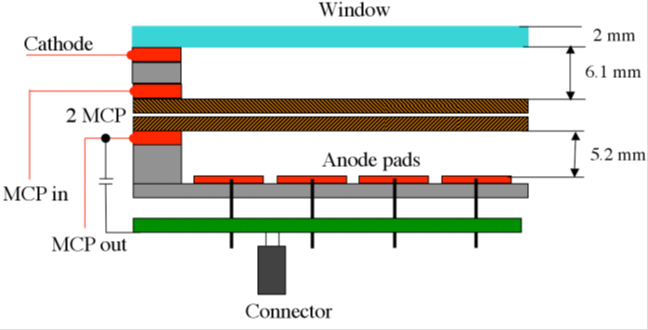 Window
Cathode
2 mm
6.1 mm
2 MCP
Anode pads
5.2 mm
MCP in
MCP out
Connector